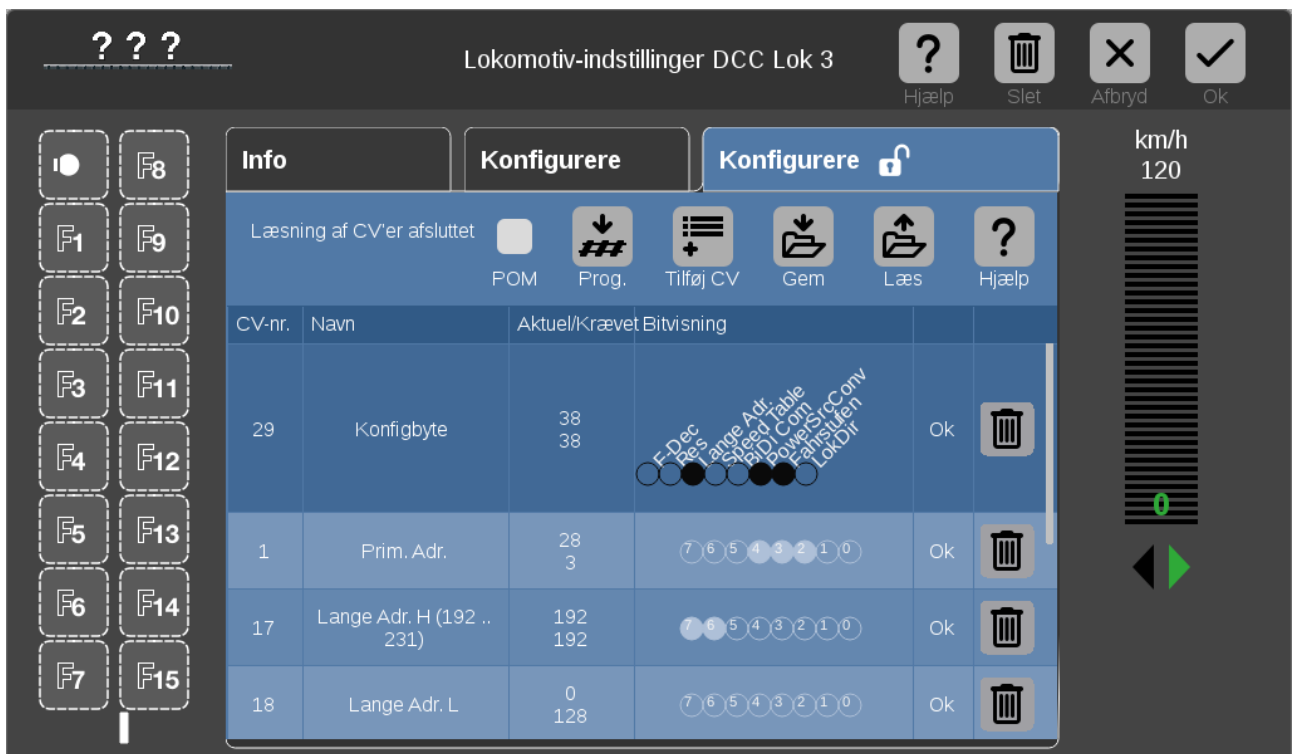 ? ? ?
Lokomotiv-indstillinger DCC Lok 3
?
Hjælp
Slet
Afbryd
Ok
F8
F1
F9
F2
F10
F3
F11
F4
F12
F5
F13
F6
F14
F7
F15
Info
Konfigurere
Konfigurere
Læsning af CV'er afsluttet
POM
Prog.
Tilføj CV
Gem
Læs
?
Hjælp
CV-nr.
Navn
Aktuel/Krævet
Bitvisning
29
Konfigbyte
38
38
F-Dec
Res
Lange Adr.
Speed Table
BIDI Com
PowerSrcConv
Fahrstufen
LokDir
Ok
1
Prim. Adr.
28
3
7 6 5 4 3 2 1 0
Ok
17
Lange Adr. H (192 ..
231)
192
192
7 6 5 4 3 2 1 0
Ok
18
Lange Adr. L
0
128
7 6 5 4 3 2 1 0
Ok
km/h
120
0